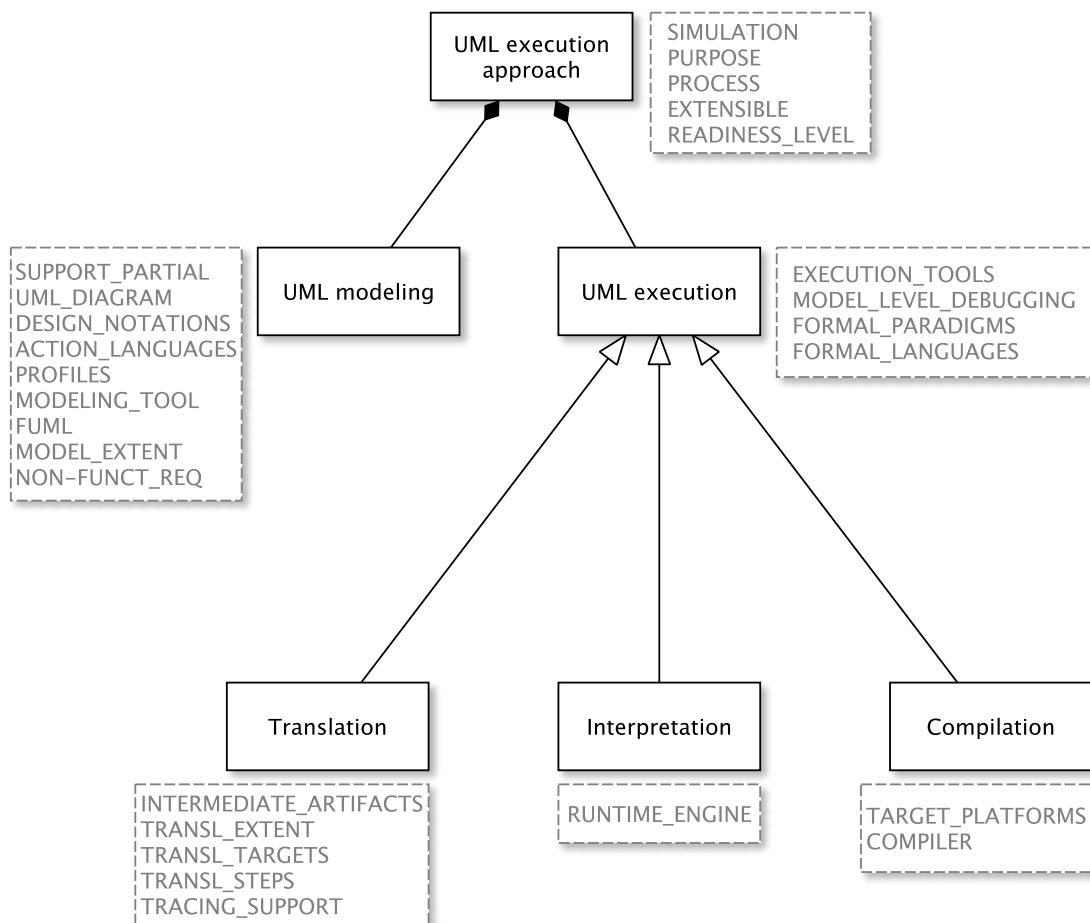 UML execution
approach
SIMULATION
PURPOSE
PROCESS
EXTENSIBLE
READINESS_LEVEL
SUPPORT_PARTIAL
UML_DIAGRAM
DESIGN_NOTATIONS
ACTION_LANGUAGES
PROFILES
MODELING_TOOL
FUML
MODEL_EXTENT
NON-FUNCT_REQ
UML modeling
UML execution
EXECUTION_TOOLS
MODEL_LEVEL_DEBUGGING
FORMAL_PARADIGMS
FORMAL_LANGUAGES
Translation
Interpretation
Compilation
INTERMEDIATE_ARTIFACTS
TRANSL_EXTENT
TRANSL_TARGETS
TRANSL_STEPS
TRACING_SUPPORT
RUNTIME_ENGINE
TARGET_PLATFORMS
COMPILER